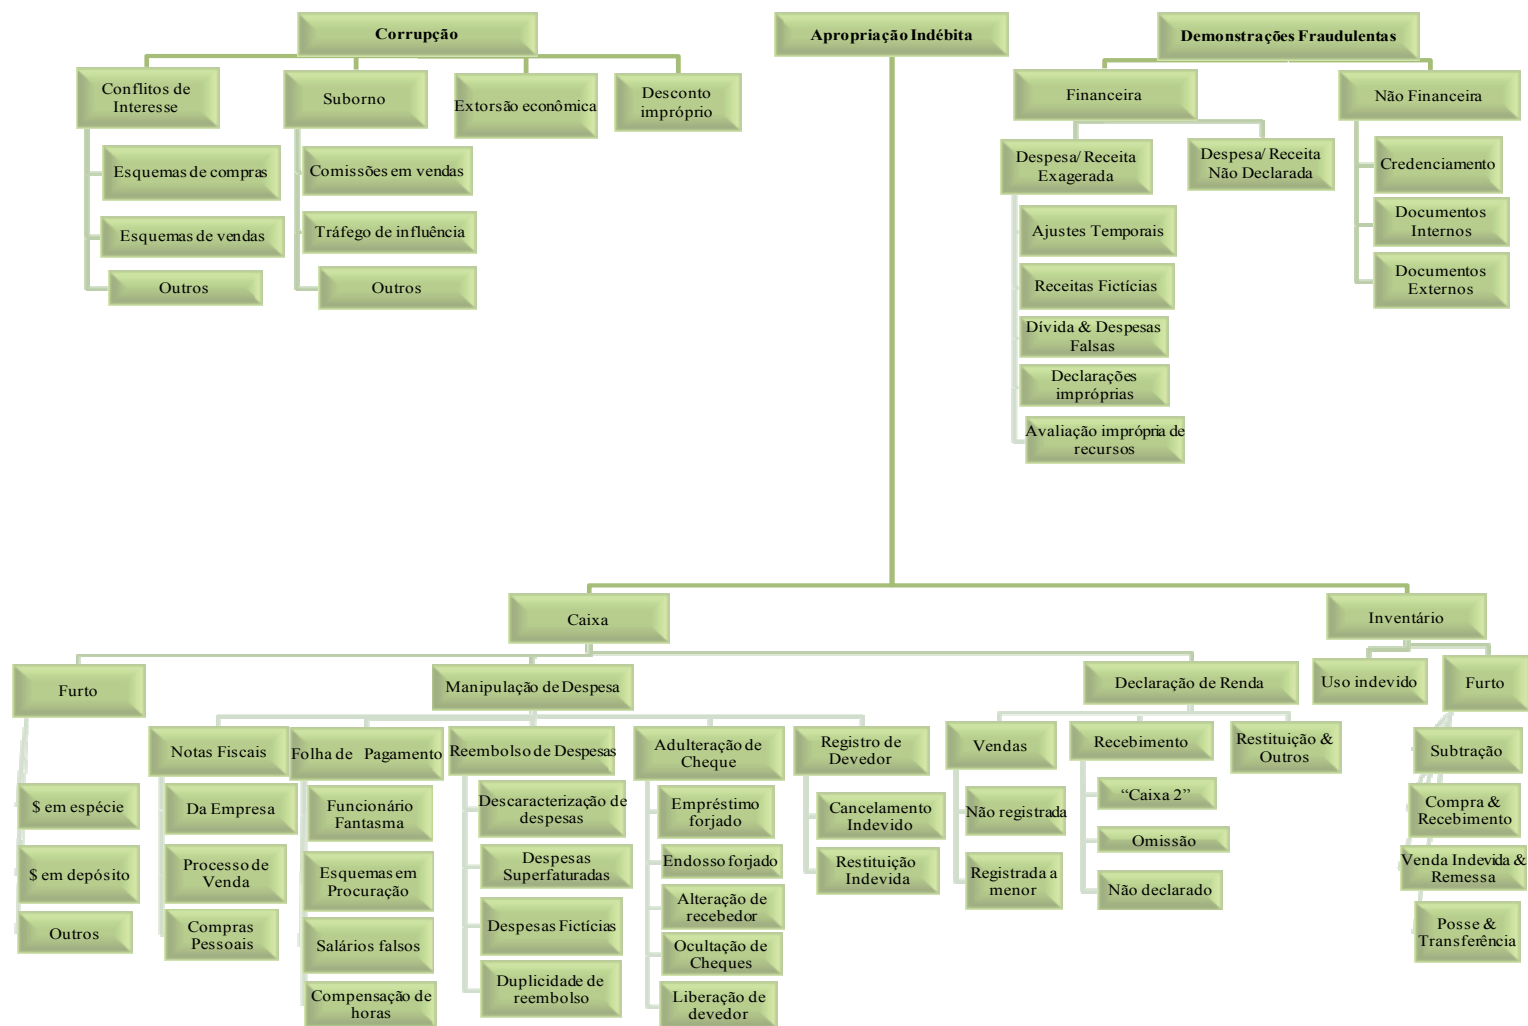 Corrupção
Apropriação Indébita
Demonstrações Fraudulentas
Conflitos de
Interesse
Suborno
Extorsão econômica
Desconto
impróprio
Financeira
Não Financeira
Esquemas de compras
Esquemas de vendas
Outros
Comissões em vendas
Tráfego de influência
Outros
Despesa/ Receita
Exagerada
Despesa/ Receita
Não Declarada
Ajustes Temporais
Receitas Fictícias
Dívida & Despesas
Falsas
Declarações
impróprias
Avaliação imprópria de
recursos
Credenciamento
Documentos
Internos
Documentos
Externos
Caixa
Inventário
Furto
Manipulação de Despesa
Declaração de Renda
Uso indevido
Furto
$ em espécie
$ em depósito
Outros
Notas Fiscais
Da Empresa
Processo de
Venda
Compras
Pessoais
Folha de Pagamento
Funcionário
Fantasma
Esquemas em
Procuração
Salários falsos
Compensação de
horas
Reembolso de Despesas
Descaracterização de
despesas
Despesas
Superfaturadas
Despesas Fictícias
Duplicidade de
reembolso
Adulteração de
Cheque
Empréstimo
forjado
Endosso forjado
Alteração de
recebedor
Ocultação de
Cheques
Liberação de
devedor
Registro de
Devedor
Cancelamento
Indevido
Restituição
Indevida
Vendas
Não registrada
Registrada a
menor
Recebimento
“Caixa 2”
Omissão
Não declarado
Restituição &
Outros
Subtração
Compra &
Recebimento
Venda Indevida &
Remessa
Posse &
Transferência